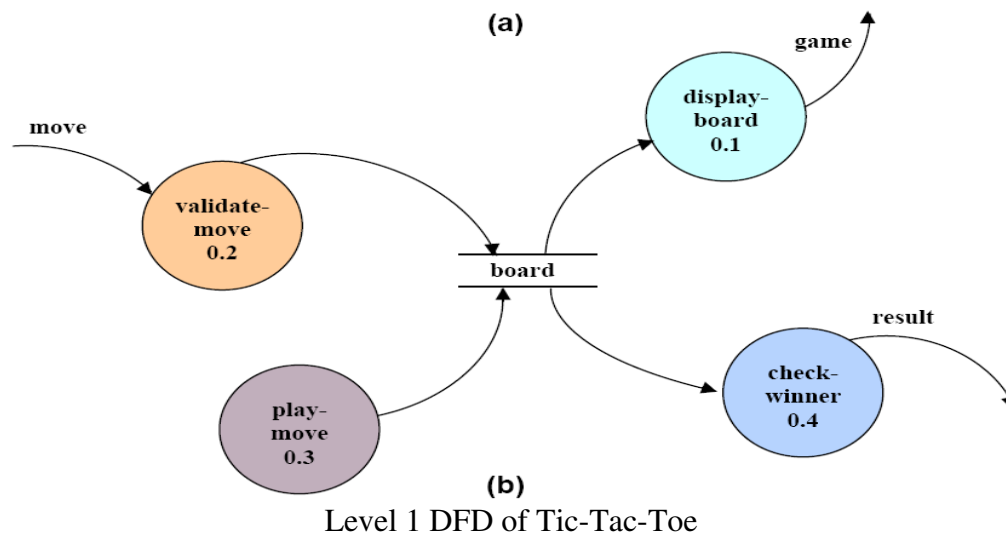 (a)
game
display-
board
0.1
move
validate-
move
0.2
board
result
check-
winner
0.4
play-
move
0.3
(b)
Level 1 DFD of Tic-Tac-Toe